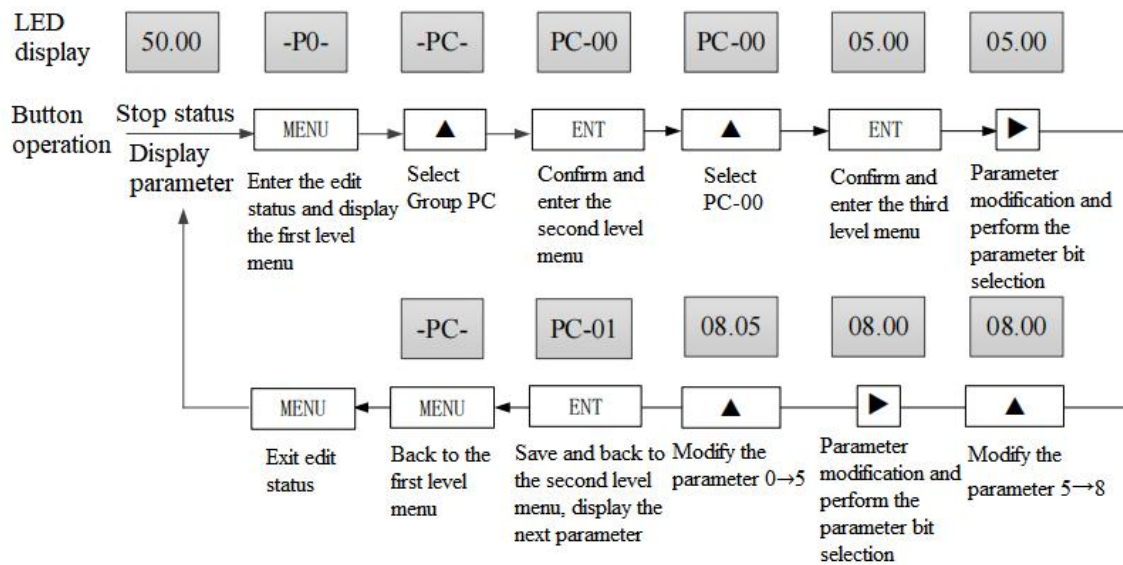 LED
display
50.00
-P0-
-PC-
PC-00
PC-00
05.00
05.00
Button
operation
Stop status
Display
parameter
MENU
▲
ENT
▲
ENT
▶
Enter the edit
status and display
the first level
menu
Select
Group PC
Confirm and
enter the
second level
menu
Select
PC-00
Confirm and
enter the third
level menu
Parameter
modification and
perform the
parameter bit
selection
-PC-
PC-01
08.05
08.00
08.00
MENU
MENU
ENT
▲
▶
▲
Exit edit
status
Back to the
first level
menu
Save and back to
the second level
menu, display the
next parameter
Modify the
parameter 0→5
Parameter
modification and
perform the
parameter bit
selection
Modify the
parameter 5→8